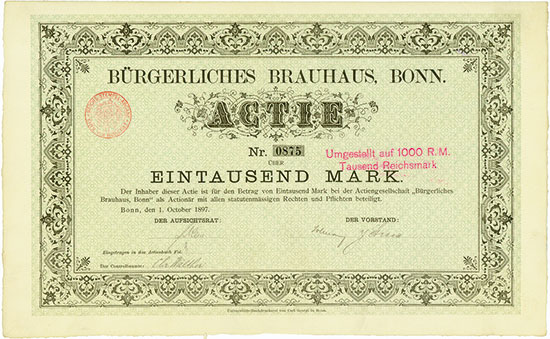 BÜRGERLICHES BRAUHAUS, BONN.
ACTIE
Nr. 0875
ÜBER
Umgestellt auf 1000 R.M.
Tausend Reichsmark
EINTAUSEND MARK.
Der Inhaber dieser Actie ist für den Betrag von Eintausend Mark bei der Actiengesellschaft „Bürgerliches
Brauhaus, Bonn“ als Actionär mit allen statutenmässigen Rechten und Pflichten beteiligt.
Bonn, den 1. October 1897.
DER AUFSICHTSRAT:
DER VORSTAND:
Eingetragen in das Actienbuch Fol.
Der Controlbeamte: